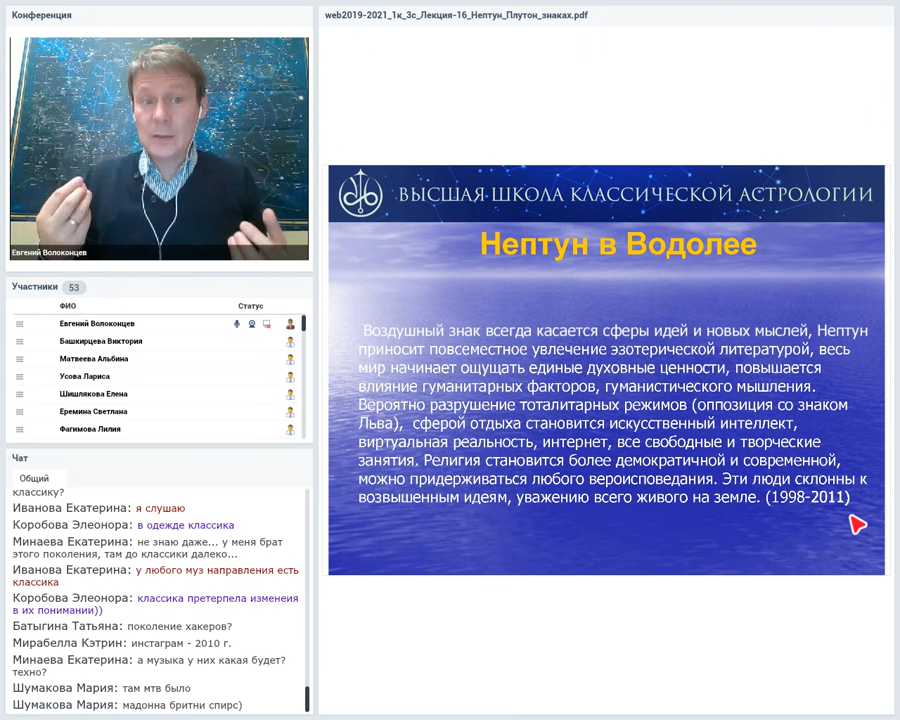 Конференция
Евгений Волоконцев
Участники 53
ФИО Статус
Евгений Волоконцев
Башкирцева Виктория
Матвеева Альбина
Усова Лариса
Шишлякова Елена
Еремина Светлана
Фагимова Лилия
Чат
Общий
классику?
Иванова Екатерина: я слушаю
Коробова Элеонора: в одежде классика
Минаева Екатерина: не знаю даже... у меня брат
этого поколения, там до классики далеко...
Иванова Екатерина: у любого муз направления есть
классика
Коробова Элеонора: классика претерпела изменеия
в их понимании))
Батыгина Татьяна: поколение хакеров?
Мирабелла Кэтрин: инстаграм - 2010 г.
Минаева Екатерина: а музыка у них какая будет?
техно?
Шумакова Мария: там мтв было
Шумакова Мария: мадонна бритни спирс)
web2019-2021_1к_3с_Лекция-16_Нептун_Плутон_знаках.pdf
ВЫСШАЯ ШКОЛА КЛАССИЧЕСКОЙ АСТРОЛОГИИ
Нептун в Водолее
Воздушный знак всегда касается сферы идей и новых мыслей, Нептун
приносит повсеместное увлечение эзотерической литературой, весь
мир начинает ощущать единые духовные ценности, повышается
влияние гуманитарных факторов, гуманистического мышления.
Вероятно разрушение тоталитарных режимов (оппозиция со знаком
Льва), сферой отдыха становится искусственный интеллект,
виртуальная реальность, интернет, все свободные и творческие
занятия. Религия становится более демократичной и современной,
можно придерживаться любого вероисповедания. Эти люди склонны к
возвышенным идеям, уважению всего живого на земле. (1998-2011)